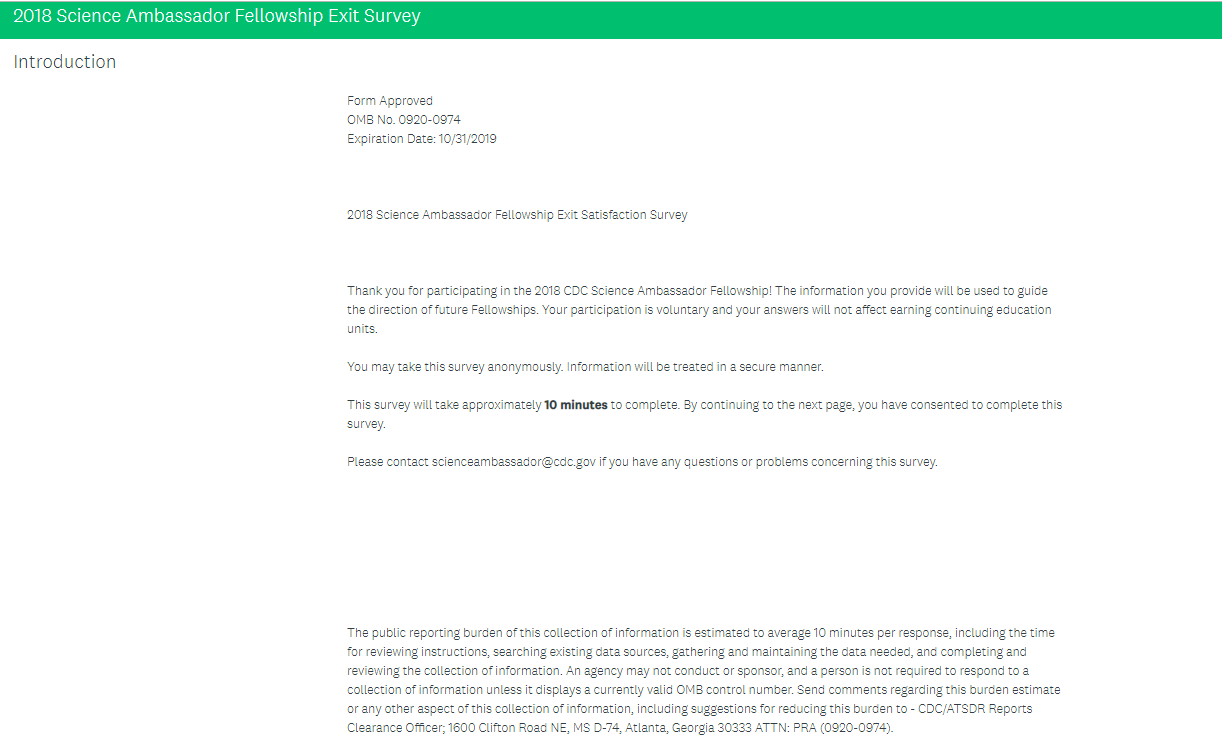 2018 Science Ambassador Fellowship Exit Survey
Introduction
Form Approved
OMB No. 0920-0974
Expiration Date: 10/31/2019
2018 Science Ambassador Fellowship Exit Satisfaction Survey
Thank you for participating in the 2018 CDC Science Ambassador Fellowship! The information you provide will be used to guide
the direction of future Fellowships. Your participation is voluntary and your answers will not affect earning continuing education
units.
You may take this survey anonymously. Information will be treated in a secure manner.
This survey will take approximately 10 minutes to complete. By continuing to the next page, you have consented to complete this
survey.
Please contact scienceambassador@cdc.gov if you have any questions or problems concerning this survey.
The public reporting burden of this collection of information is estimated to average 10 minutes per response, including the time
for reviewing instructions, searching existing data sources, gathering and maintaining the data needed, and completing and
reviewing the collection of information. An agency may not conduct or sponsor, and a person is not required to respond to a
collection of information unless it displays a currently valid OMB control number. Send comments regarding this burden estimate
or any other aspect of this collection of information, including suggestions for reducing this burden to - CDC/ATSDR Reports
Clearance Officer; 1600 Clifton Road NE, MS D-74, Atlanta, Georgia 30333 ATTN: PRA (0920-0974).